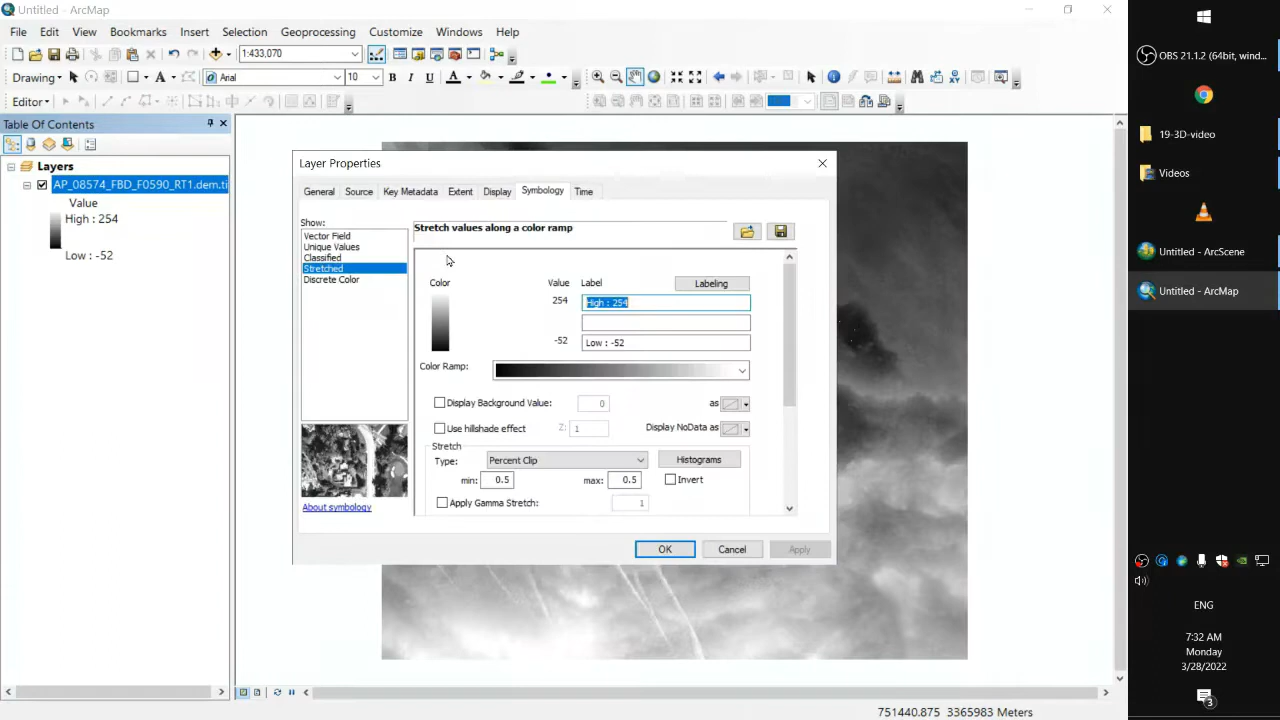 Untitled - ArcMap
File Edit View Bookmarks Insert Selection Geoprocessing Customize Windows Help
1:433,070
Drawing Arial 10 B I U A
Editor
Table Of Contents
Layers
AP_08574_FBD_F0590_RT1.dem.ti
Value
High : 254
Low : -52
Layer Properties
General Source Key Metadata Extent Display Symbology Time
Show:
Vector Field
Unique Values
Classified
Stretched
Discrete Color
About symbology
Stretch values along a color ramp
Color Value Label Labeling
254 High : 254
-52 Low : -52
Color Ramp:
Display Background Value: 0 as
Use hillshade effect Z: 1 Display NoData as
Stretch
Type: Percent Clip Histograms
min: 0.5 max: 0.5 Invert
Apply Gamma Stretch: 1
OK Cancel Apply
751440.875 3365983 Meters
OBS 21.1.2 (64bit, wind...
19-3D-video
Videos
Untitled - ArcScene
Untitled - ArcMap
ENG
7:32 AM
Monday
3/28/2022
3